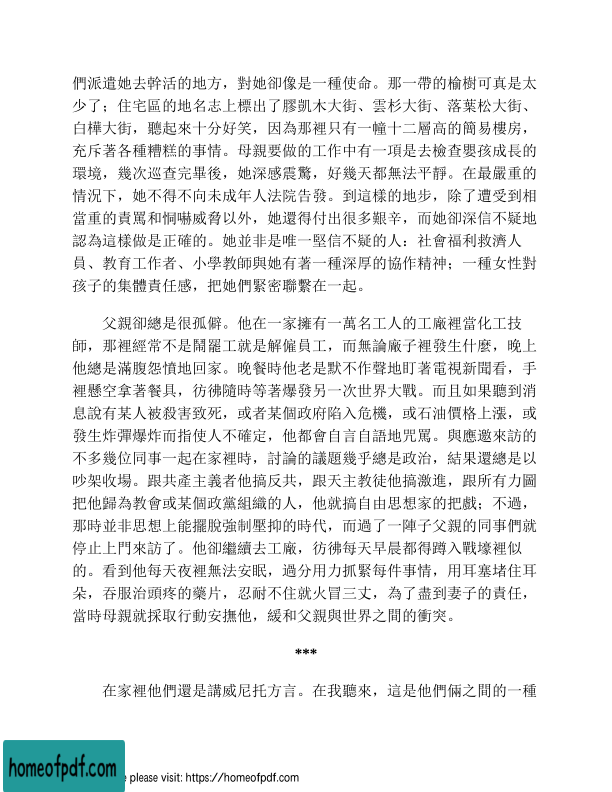 們派遣她去幹活的地方，對她卻像是一種使命。那一帶的榆樹可真是太
少了；住宅區的地名志上標出了膠凱木大街、雲杉大街、落葉松大街、
白樺大街，聽起來十分好笑，因為那裡只有一幢十二層高的簡易樓房，
充斥著各種糟糕的事情。母親要做的工作中有一項是去檢查嬰孩成長的
環境，幾次巡查完畢後，她深感震驚，好幾天都無法平靜。在最嚴重的
情況下，她不得不向未成年人法院告發。到這樣的地步，除了遭受到相
當重的責罵和恫嚇威脅以外，她還得付出很多艱辛，而她卻深信不疑地
認為這樣做是正確的。她並非是唯一堅信不疑的人：社會福利救濟人
員、教育工作者、小學教師與她有著一種深厚的協作精神；一種女性對
孩子的集體責任感，把她們緊密聯繫在一起。
父親卻總是很孤僻。他在一家擁有一萬名工人的工廠裡當化工技
師，那裡經常不是鬧罷工就是解僱員工，而無論廠子裡發生什麼，晚上
他總是滿腹怨憤地回家。晚餐時他老是默不作聲地盯著電視新聞看，手
裡懸空拿著餐具，彷彿隨時等著爆發另一次世界大戰。而且如果聽到消
息說有某人被殺害致死，或者某個政府陷入危機，或石油價格上漲，或
發生炸彈爆炸而指使人不確定，他都會自言自語地咒罵。與應邀來訪的
不多幾位同事一起在家裡時，討論的議題幾乎總是政治，結果還總是以
吵架收場。跟共產主義者他搞反共，跟天主教徒他搞激進，跟所有力圖
把他歸為教會或某個政黨組織的人，他就搞自由思想家的把戲；不過，
那時並非思想上能擺脫強制壓抑的時代，而過了一陣子父親的同事們就
停止上門來訪了。他卻繼續去工廠，彷彿每天早晨都得蹲入戰壕裡似
的。看到他每天夜裡無法安眠，過分用力抓緊每件事情，用耳塞堵住耳
朵，吞服治頭疼的藥片，忍耐不住就火冒三丈，為了盡到妻子的責任，
當時母親就採取行動安撫他，緩和父親與世界之間的衝突。
***
在家裡他們還是講威尼托方言。在我聽來，這是他們倆之間的一種
homeofpdf.com
e please visit: https://homeofpdf.com